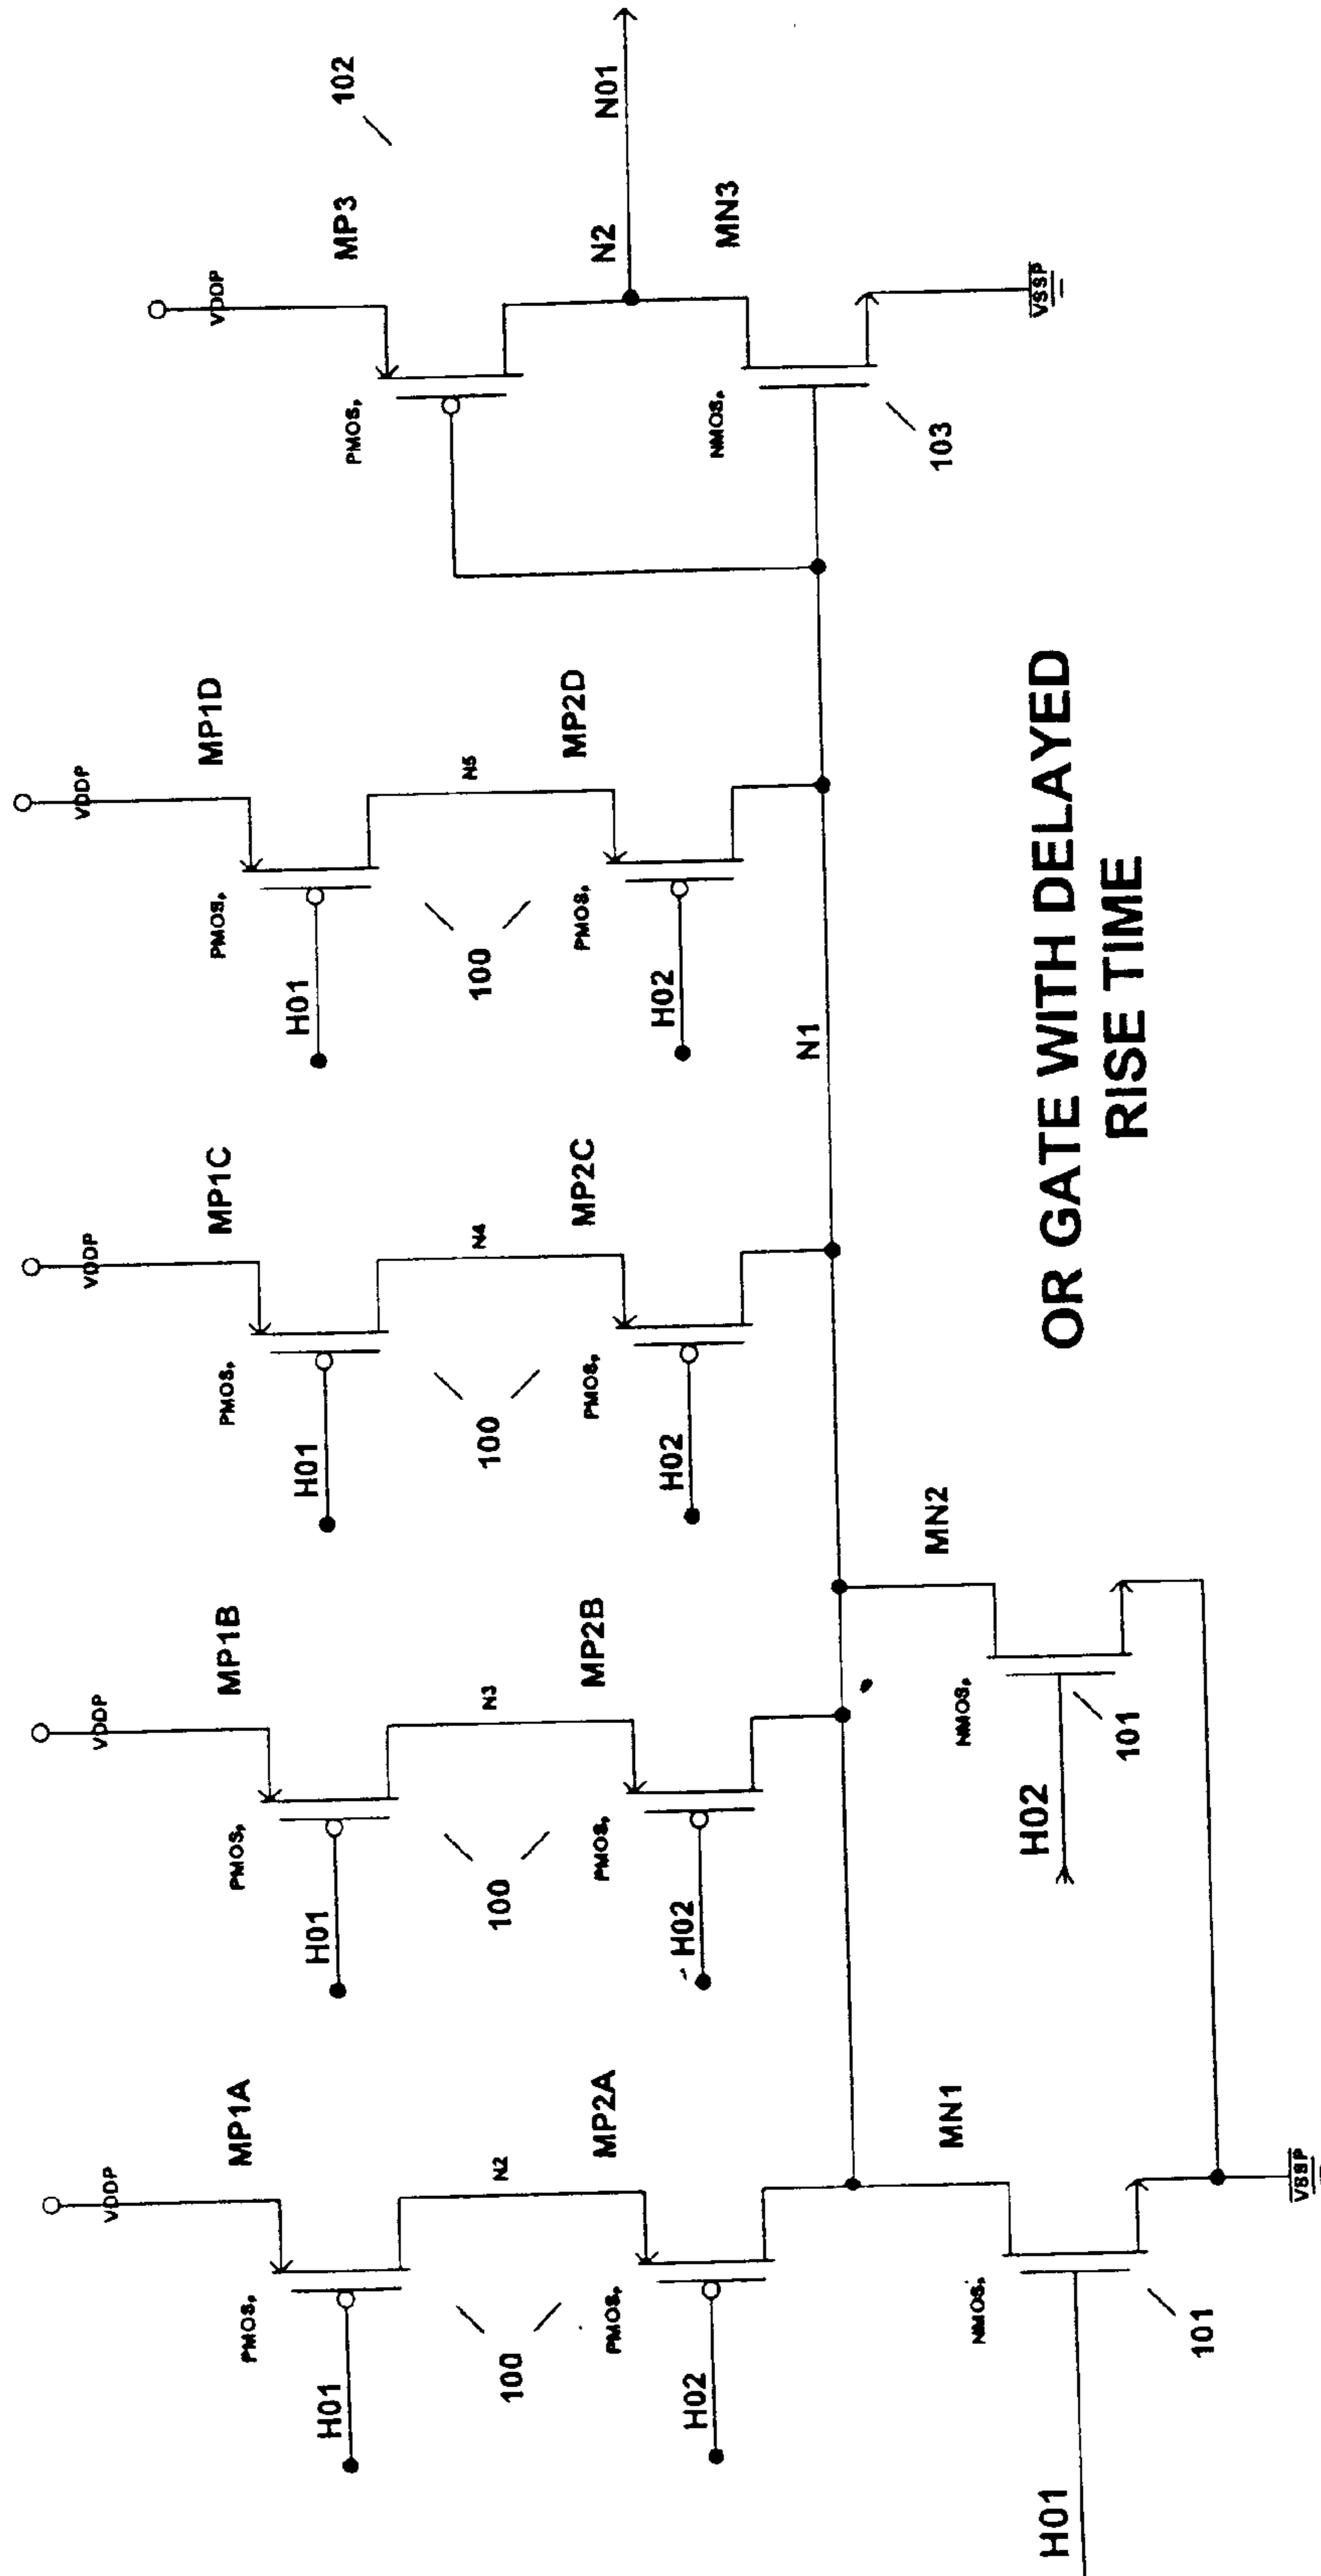 VDDP
VDDP
VDDP
VDDP
VDDP
MP1A
MP1B
MP1C
MP1D
MP3
102
PMOS,
PMOS,
PMOS,
PMOS,
PMOS,
H01
H01
H01
H01
N2
N3
N4
N5
N2
N01
100
100
100
100
MP2A
MP2B
MP2C
MP2D
MN3
PMOS,
PMOS,
PMOS,
PMOS,
NMOS,
H02
H02
H02
H02
103
N1
MN1
MN2
NMOS,
NMOS,
H01
H02
101
101
VSSP
VSSP
OR GATE WITH DELAYED
RISE TIME